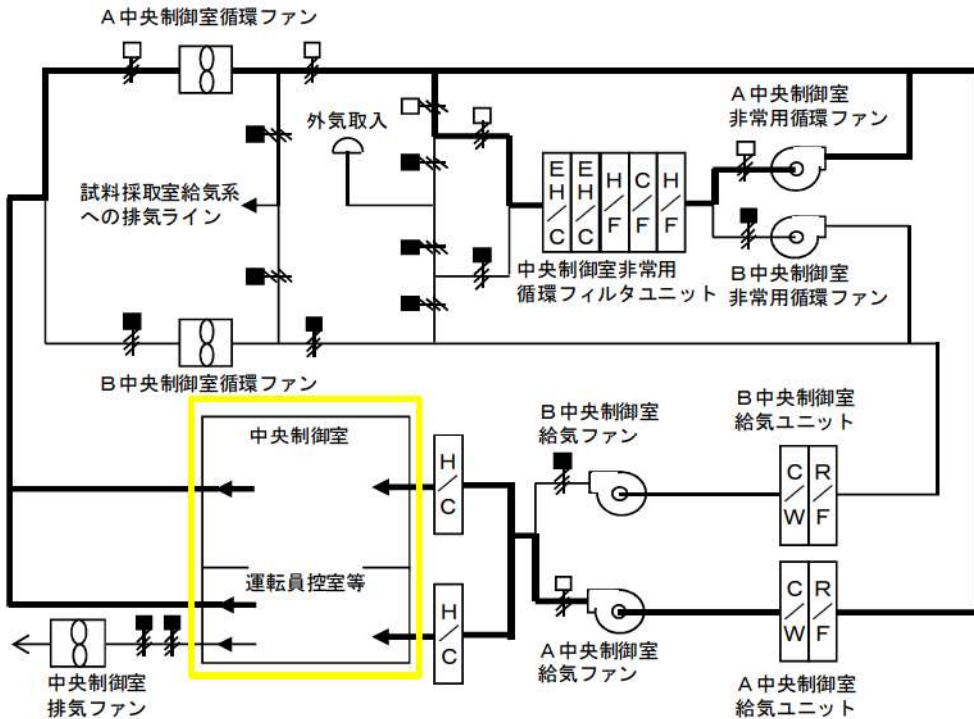 A中央制御室循環ファン
外気取入
A中央制御室
非常用循環ファン
試料採取室給気系
への排気ライン
EH/C
EH/C
H/F
C/F
H/F
中央制御室非常用
循環フィルタユニット
B中央制御室
非常用循環ファン
B中央制御室循環ファン
中央制御室
H/C
B中央制御室
給気ファン
B中央制御室
給気ユニット
C/W
R/F
運転員控室等
H/C
A中央制御室
給気ファン
C/W
R/F
A中央制御室
給気ユニット
中央制御室
排気ファン